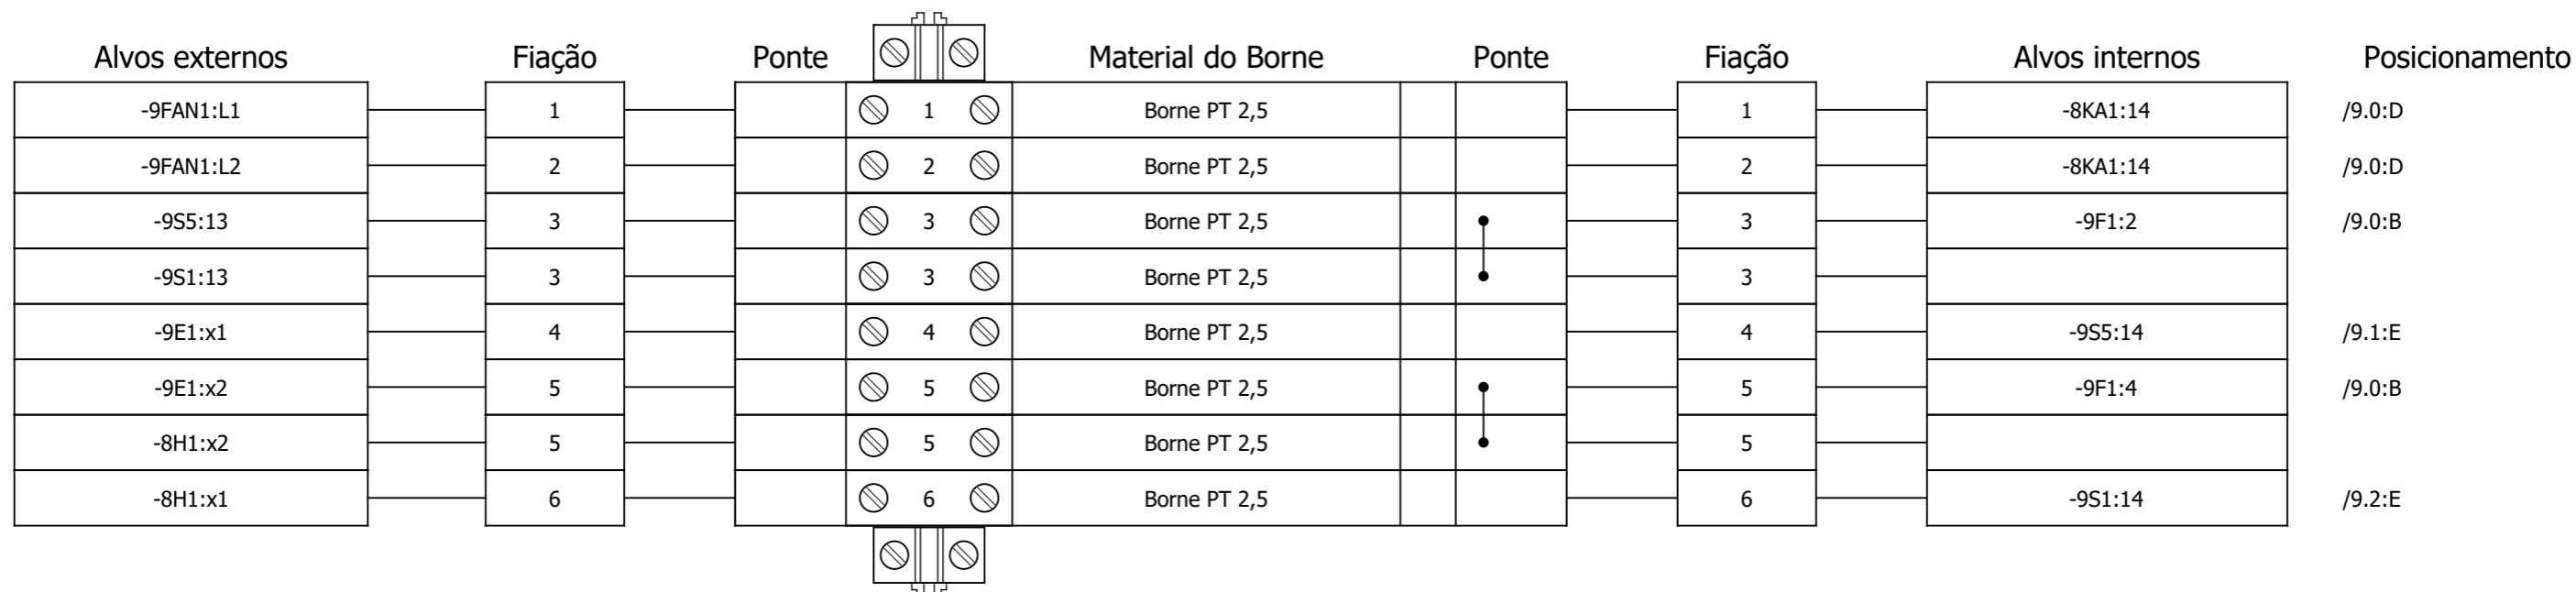 Alvos externos Fiação Ponte Material do Borne Ponte Fiação Alvos internos Posicionamento
-9FAN1:L1 1 1 Borne PT 2,5 1 -8KA1:14 /9.0:D
-9FAN1:L2 2 2 Borne PT 2,5 2 -8KA1:14 /9.0:D
-9S5:13 3 3 Borne PT 2,5 3 -9F1:2 /9.0:B
-9S1:13 3 3 Borne PT 2,5 3
-9E1:x1 4 4 Borne PT 2,5 4 -9S5:14 /9.1:E
-9E1:x2 5 5 Borne PT 2,5 5 -9F1:4 /9.0:B
-8H1:x2 5 5 Borne PT 2,5 5
-8H1:x1 6 6 Borne PT 2,5 6 -9S1:14 /9.2:E